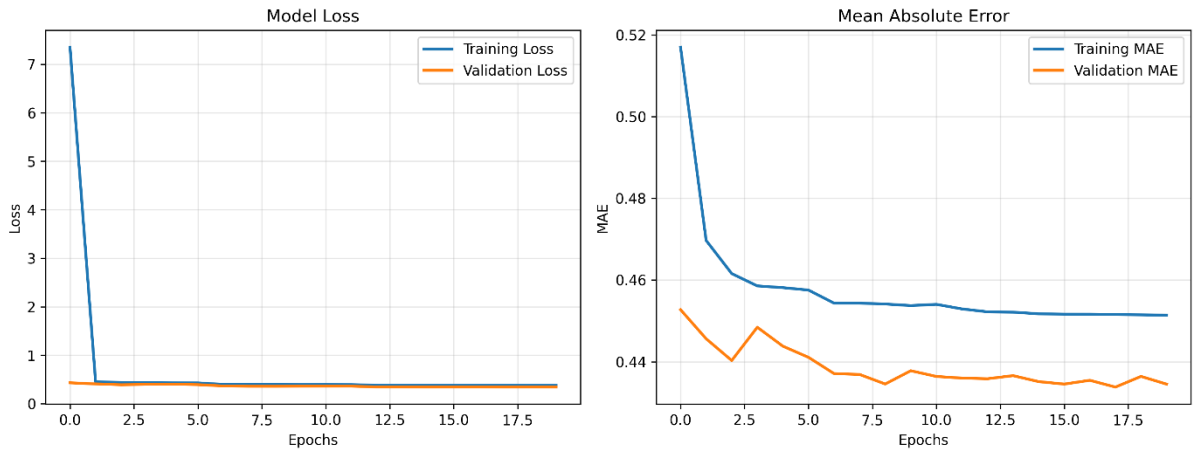 Model Loss
Training Loss
Validation Loss
Loss
7
6
5
4
3
2
1
0
0.0 2.5 5.0 7.5 10.0 12.5 15.0 17.5
Epochs
Mean Absolute Error
Training MAE
Validation MAE
MAE
0.52
0.50
0.48
0.46
0.44
0.0 2.5 5.0 7.5 10.0 12.5 15.0 17.5
Epochs